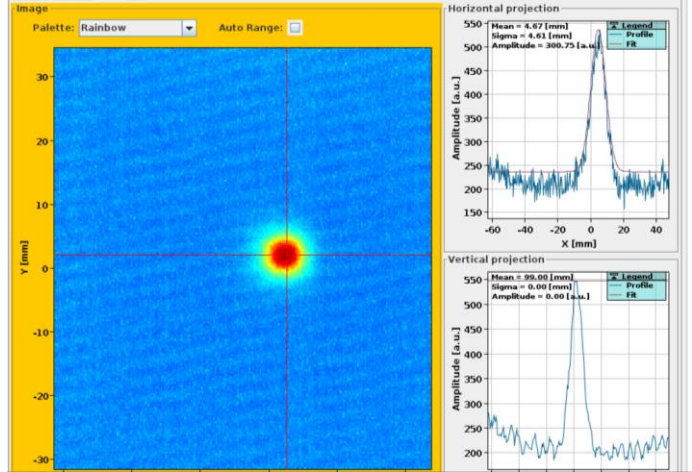 Image
Palette: Rainbow Auto Range:
30
20
10
0
-10
-20
-30
Y [mm]
Horizontal projection
Mean = 4.67 [mm]
Sigma = 4.61 [mm]
Amplitude = 300.75 [a.u.]
Legend
Profile
Fit
550
500
450
400
350
300
250
200
150
Amplitude [a.u.]
-60 -40 -20 0 20 40
X [mm]
Vertical projection
Mean = 99.00 [mm]
Sigma = 0.00 [mm]
Amplitude = 0.00 [a.u.]
Legend
Profile
Fit
550
500
450
400
350
300
250
200
Amplitude [a.u.]